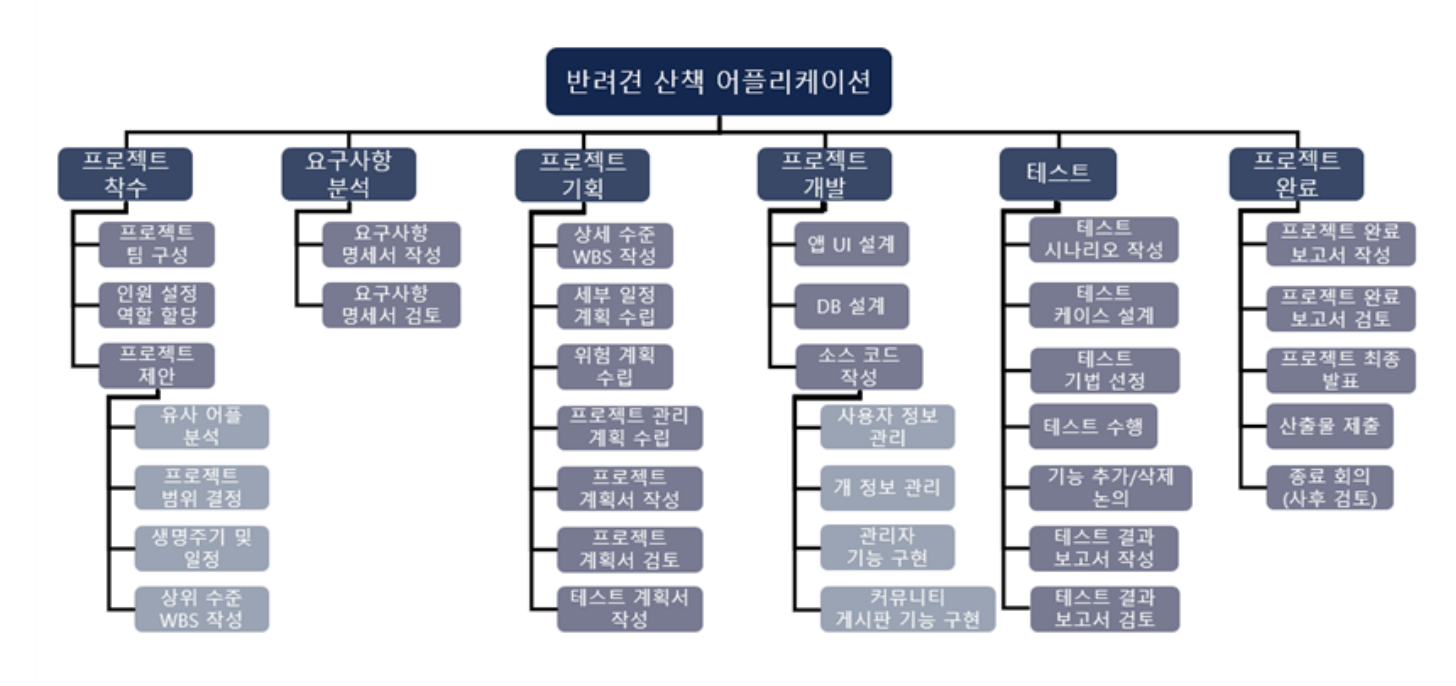 반려견 산책 어플리케이션
프로젝트
착수
프로젝트
팀 구성
인원 설정
역할 할당
프로젝트
제안
유사 어플
분석
프로젝트
범위 결정
생명주기 및
일정
상위 수준
WBS 작성
요구사항
분석
요구사항
명세서 작성
요구사항
명세서 검토
프로젝트
기획
상세 수준
WBS 작성
세부 일정
계획 수립
위험 계획
수립
프로젝트 관리
계획 수립
프로젝트
계획서 작성
프로젝트
계획서 검토
테스트 계획서
작성
프로젝트
개발
앱 UI 설계
DB 설계
소스 코드
작성
사용자 정보
관리
개 정보 관리
관리자
기능 구현
커뮤니티
게시판 기능 구현
테스트
테스트
시나리오 작성
테스트
케이스 설계
테스트
기법 선정
테스트 수행
기능 추가/삭제
논의
테스트 결과
보고서 작성
테스트 결과
보고서 검토
프로젝트
완료
프로젝트 완료
보고서 작성
프로젝트 완료
보고서 검토
프로젝트 최종
발표
산출물 제출
종료 회의
(사후 검토)